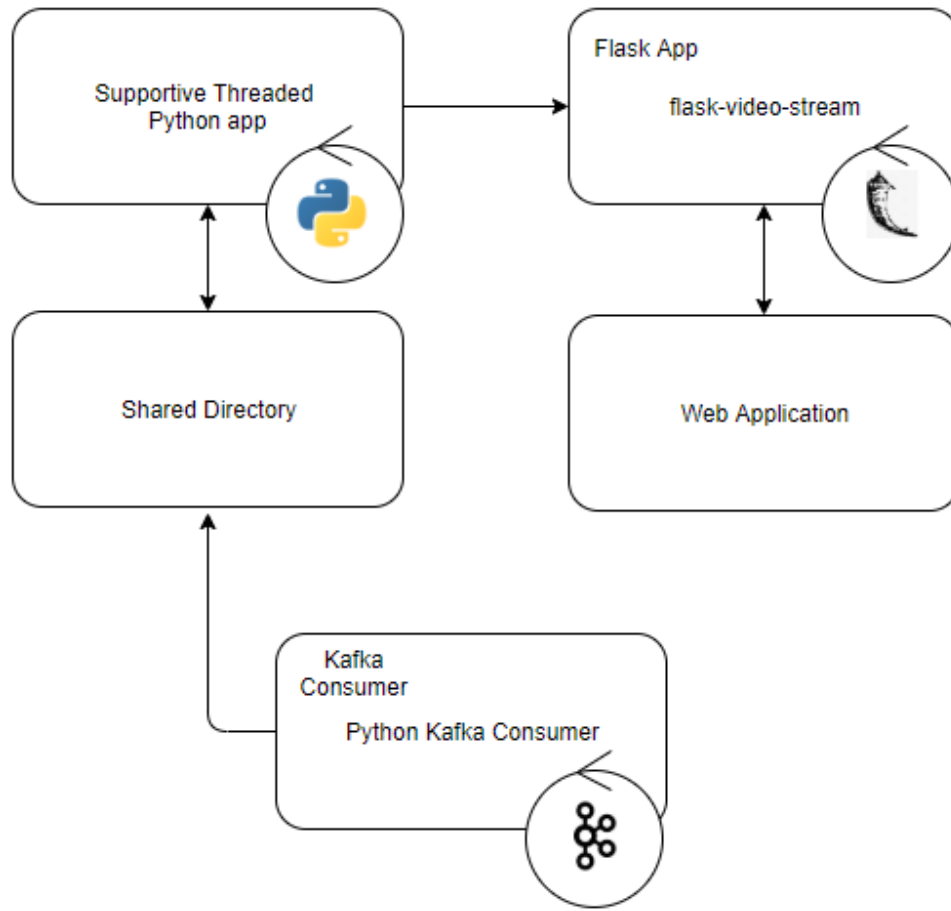 Supportive Threaded
Python app
Flask App
flask-video-stream
Shared Directory
Web Application
Kafka
Consumer
Python Kafka Consumer